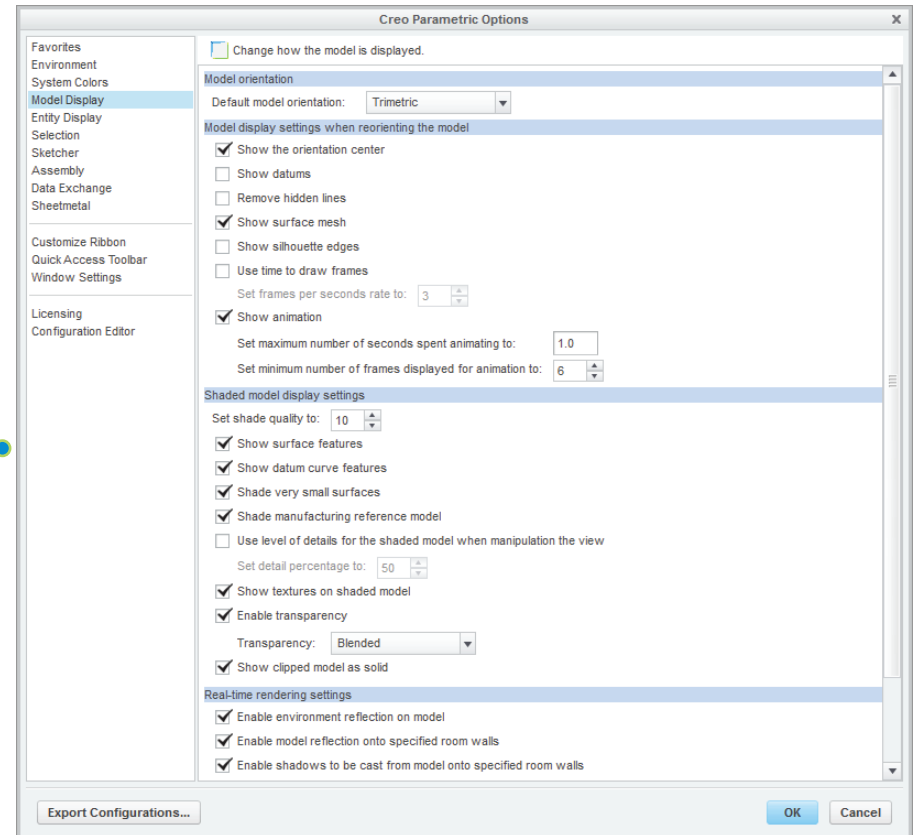 Creo Parametric Options
X
Favorites
Environment
System Colors
Model Display
Entity Display
Selection
Sketcher
Assembly
Data Exchange
Sheetmetal
Customize Ribbon
Quick Access Toolbar
Window Settings
Licensing
Configuration Editor
Change how the model is displayed.
Model orientation
Default model orientation: Trimetric
Model display settings when reorienting the model
Show the orientation center
Show datums
Remove hidden lines
Show surface mesh
Show silhouette edges
Use time to draw frames
Set frames per seconds rate to: 3
Show animation
Set maximum number of seconds spent animating to: 1.0
Set minimum number of frames displayed for animation to: 6
Shaded model display settings
Set shade quality to: 10
Show surface features
Show datum curve features
Shade very small surfaces
Shade manufacturing reference model
Use level of details for the shaded model when manipulation the view
Set detail percentage to: 50
Show textures on shaded model
Enable transparency
Transparency: Blended
Show clipped model as solid
Real-time rendering settings
Enable environment reflection on model
Enable model reflection onto specified room walls
Enable shadows to be cast from model onto specified room walls
Export Configurations...
OK Cancel